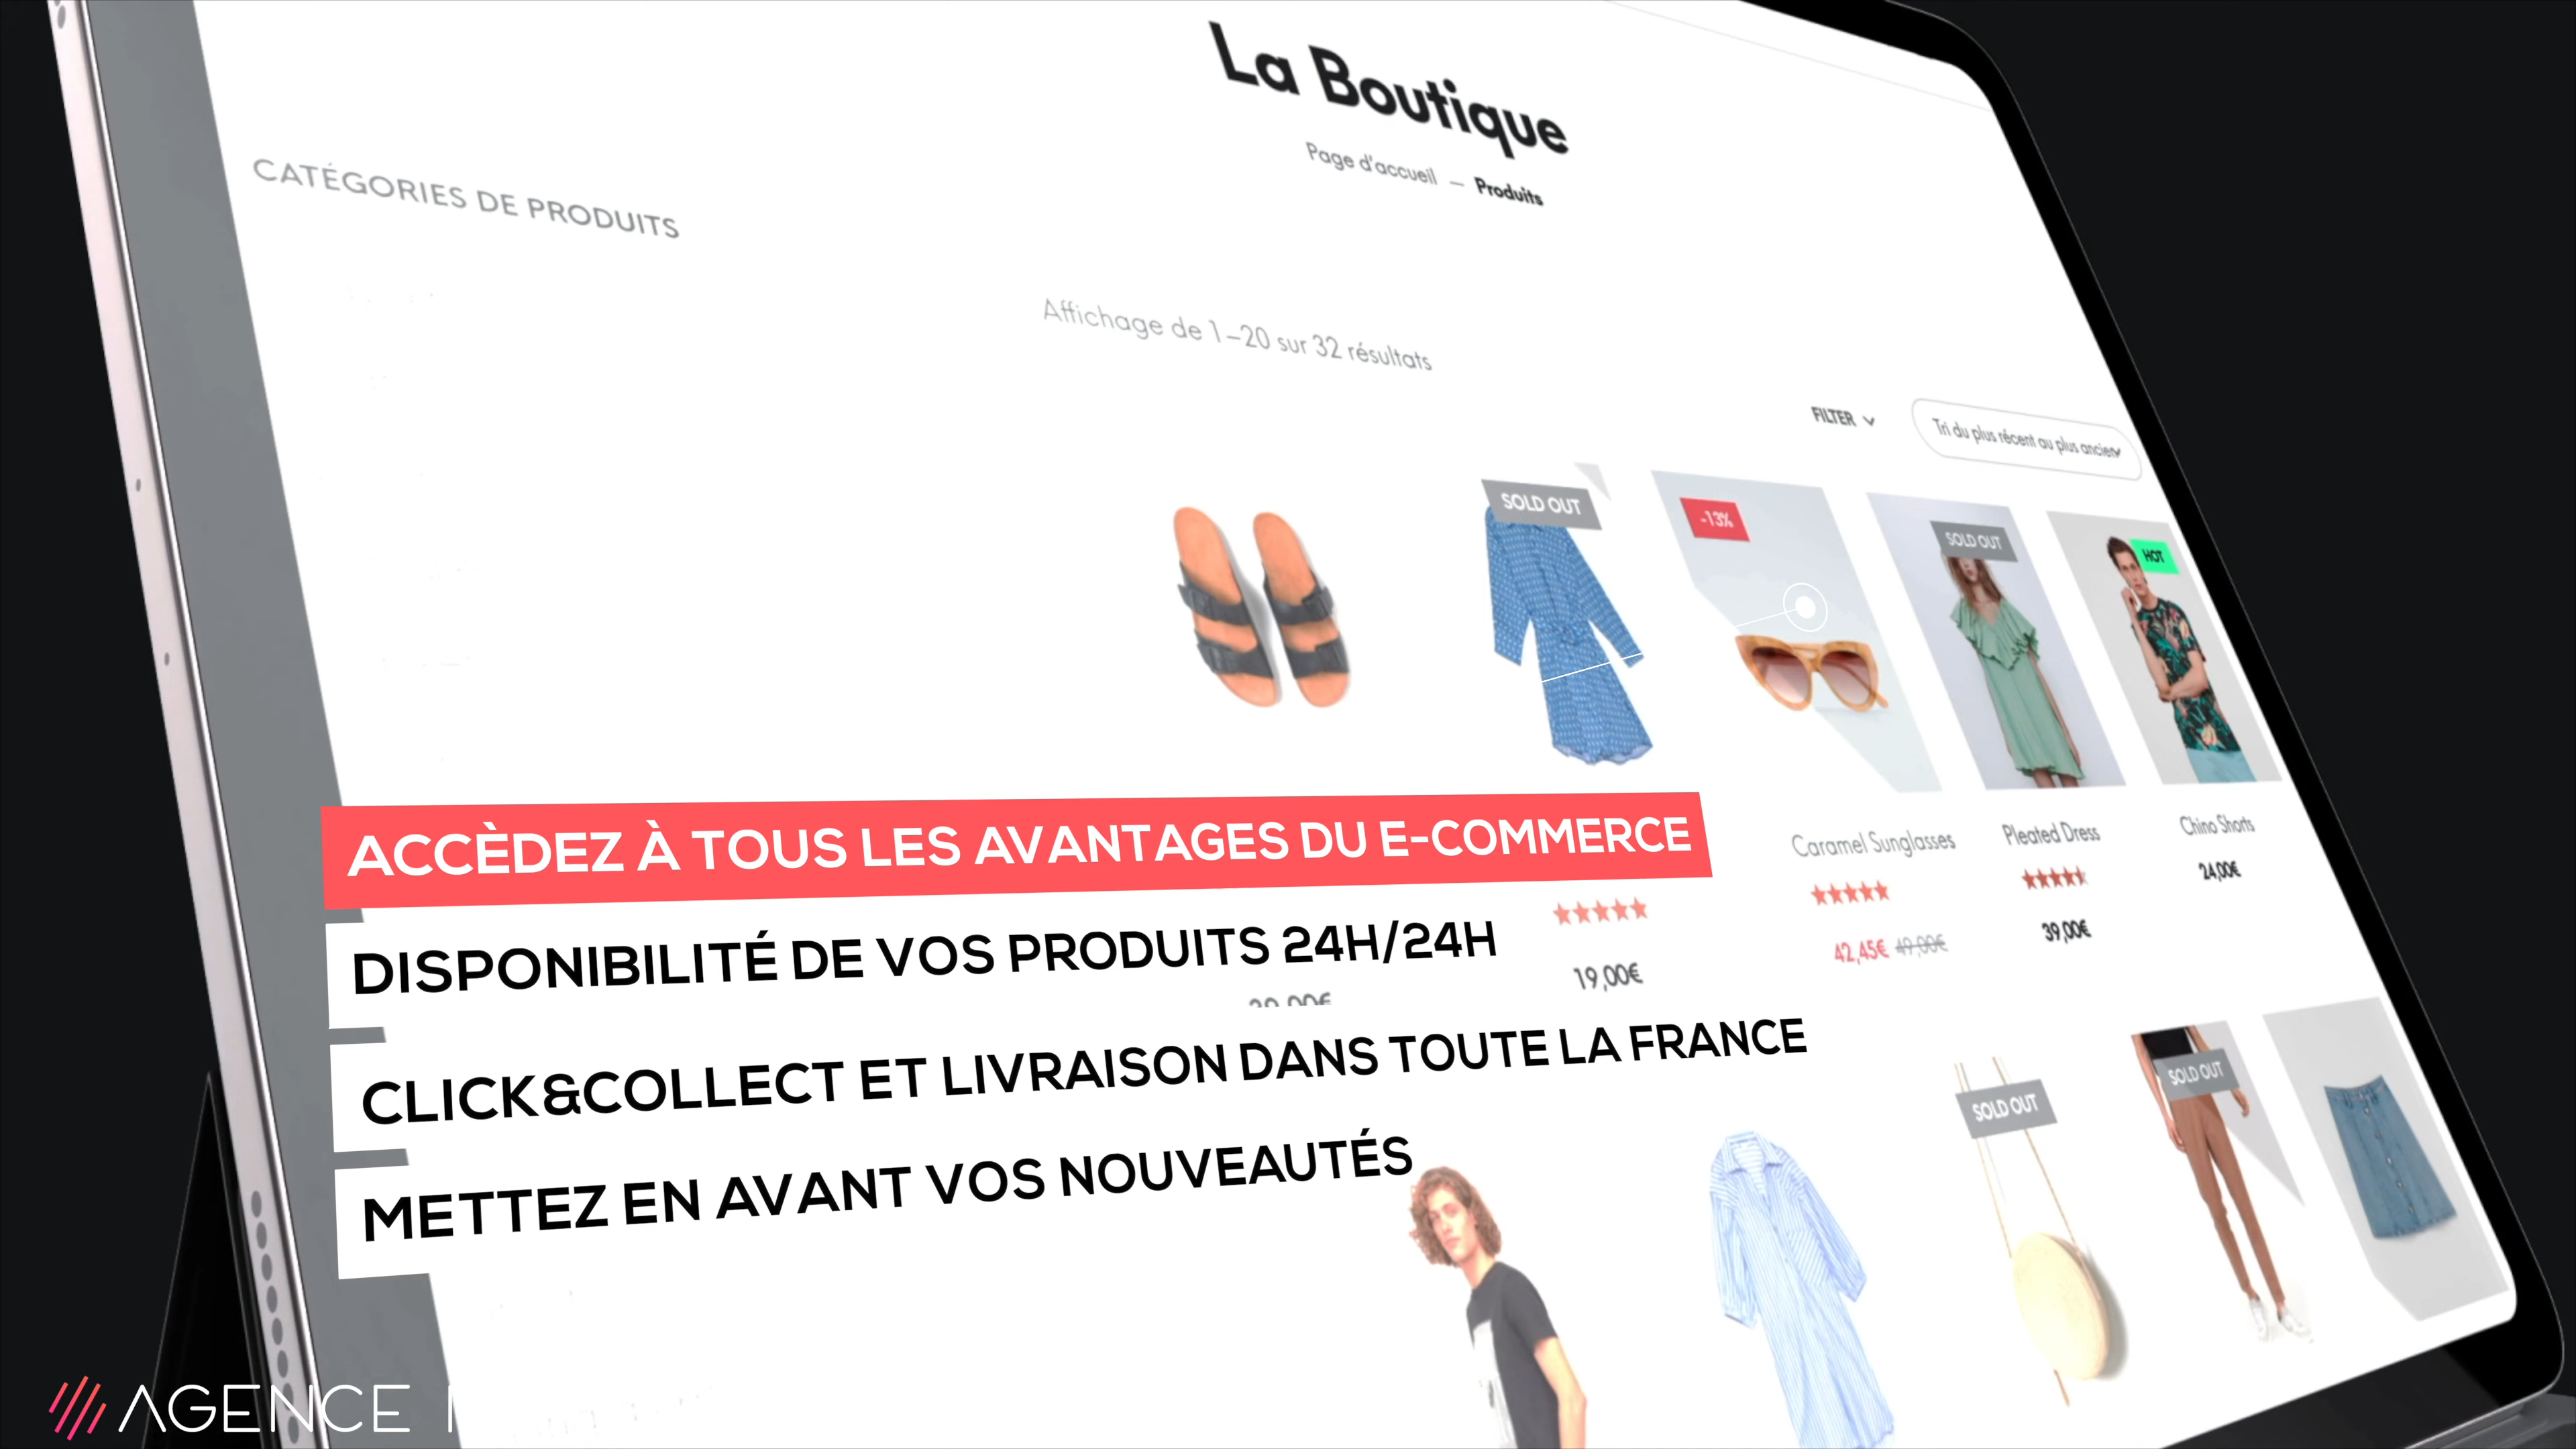 La Boutique
Page d'accueil — Produits
CATÉGORIES DE PRODUITS
Affichage de 1–20 sur 32 résultats
FILTER
Tri du plus récent au plus ancien
SOLD OUT
-13%
SOLD OUT
HOT
ACCÈDEZ À TOUS LES AVANTAGES DU E-COMMERCE
Caramel Sunglasses
Pleated Dress
Chino Shorts
42,45€ 49,00€
39,00€
24,00€
DISPONIBILITÉ DE VOS PRODUITS 24H/24H
19,00€
CLICK&COLLECT ET LIVRAISON DANS TOUTE LA FRANCE
SOLD OUT
SOLD OUT
METTEZ EN AVANT VOS NOUVEAUTÉS
AGENCE